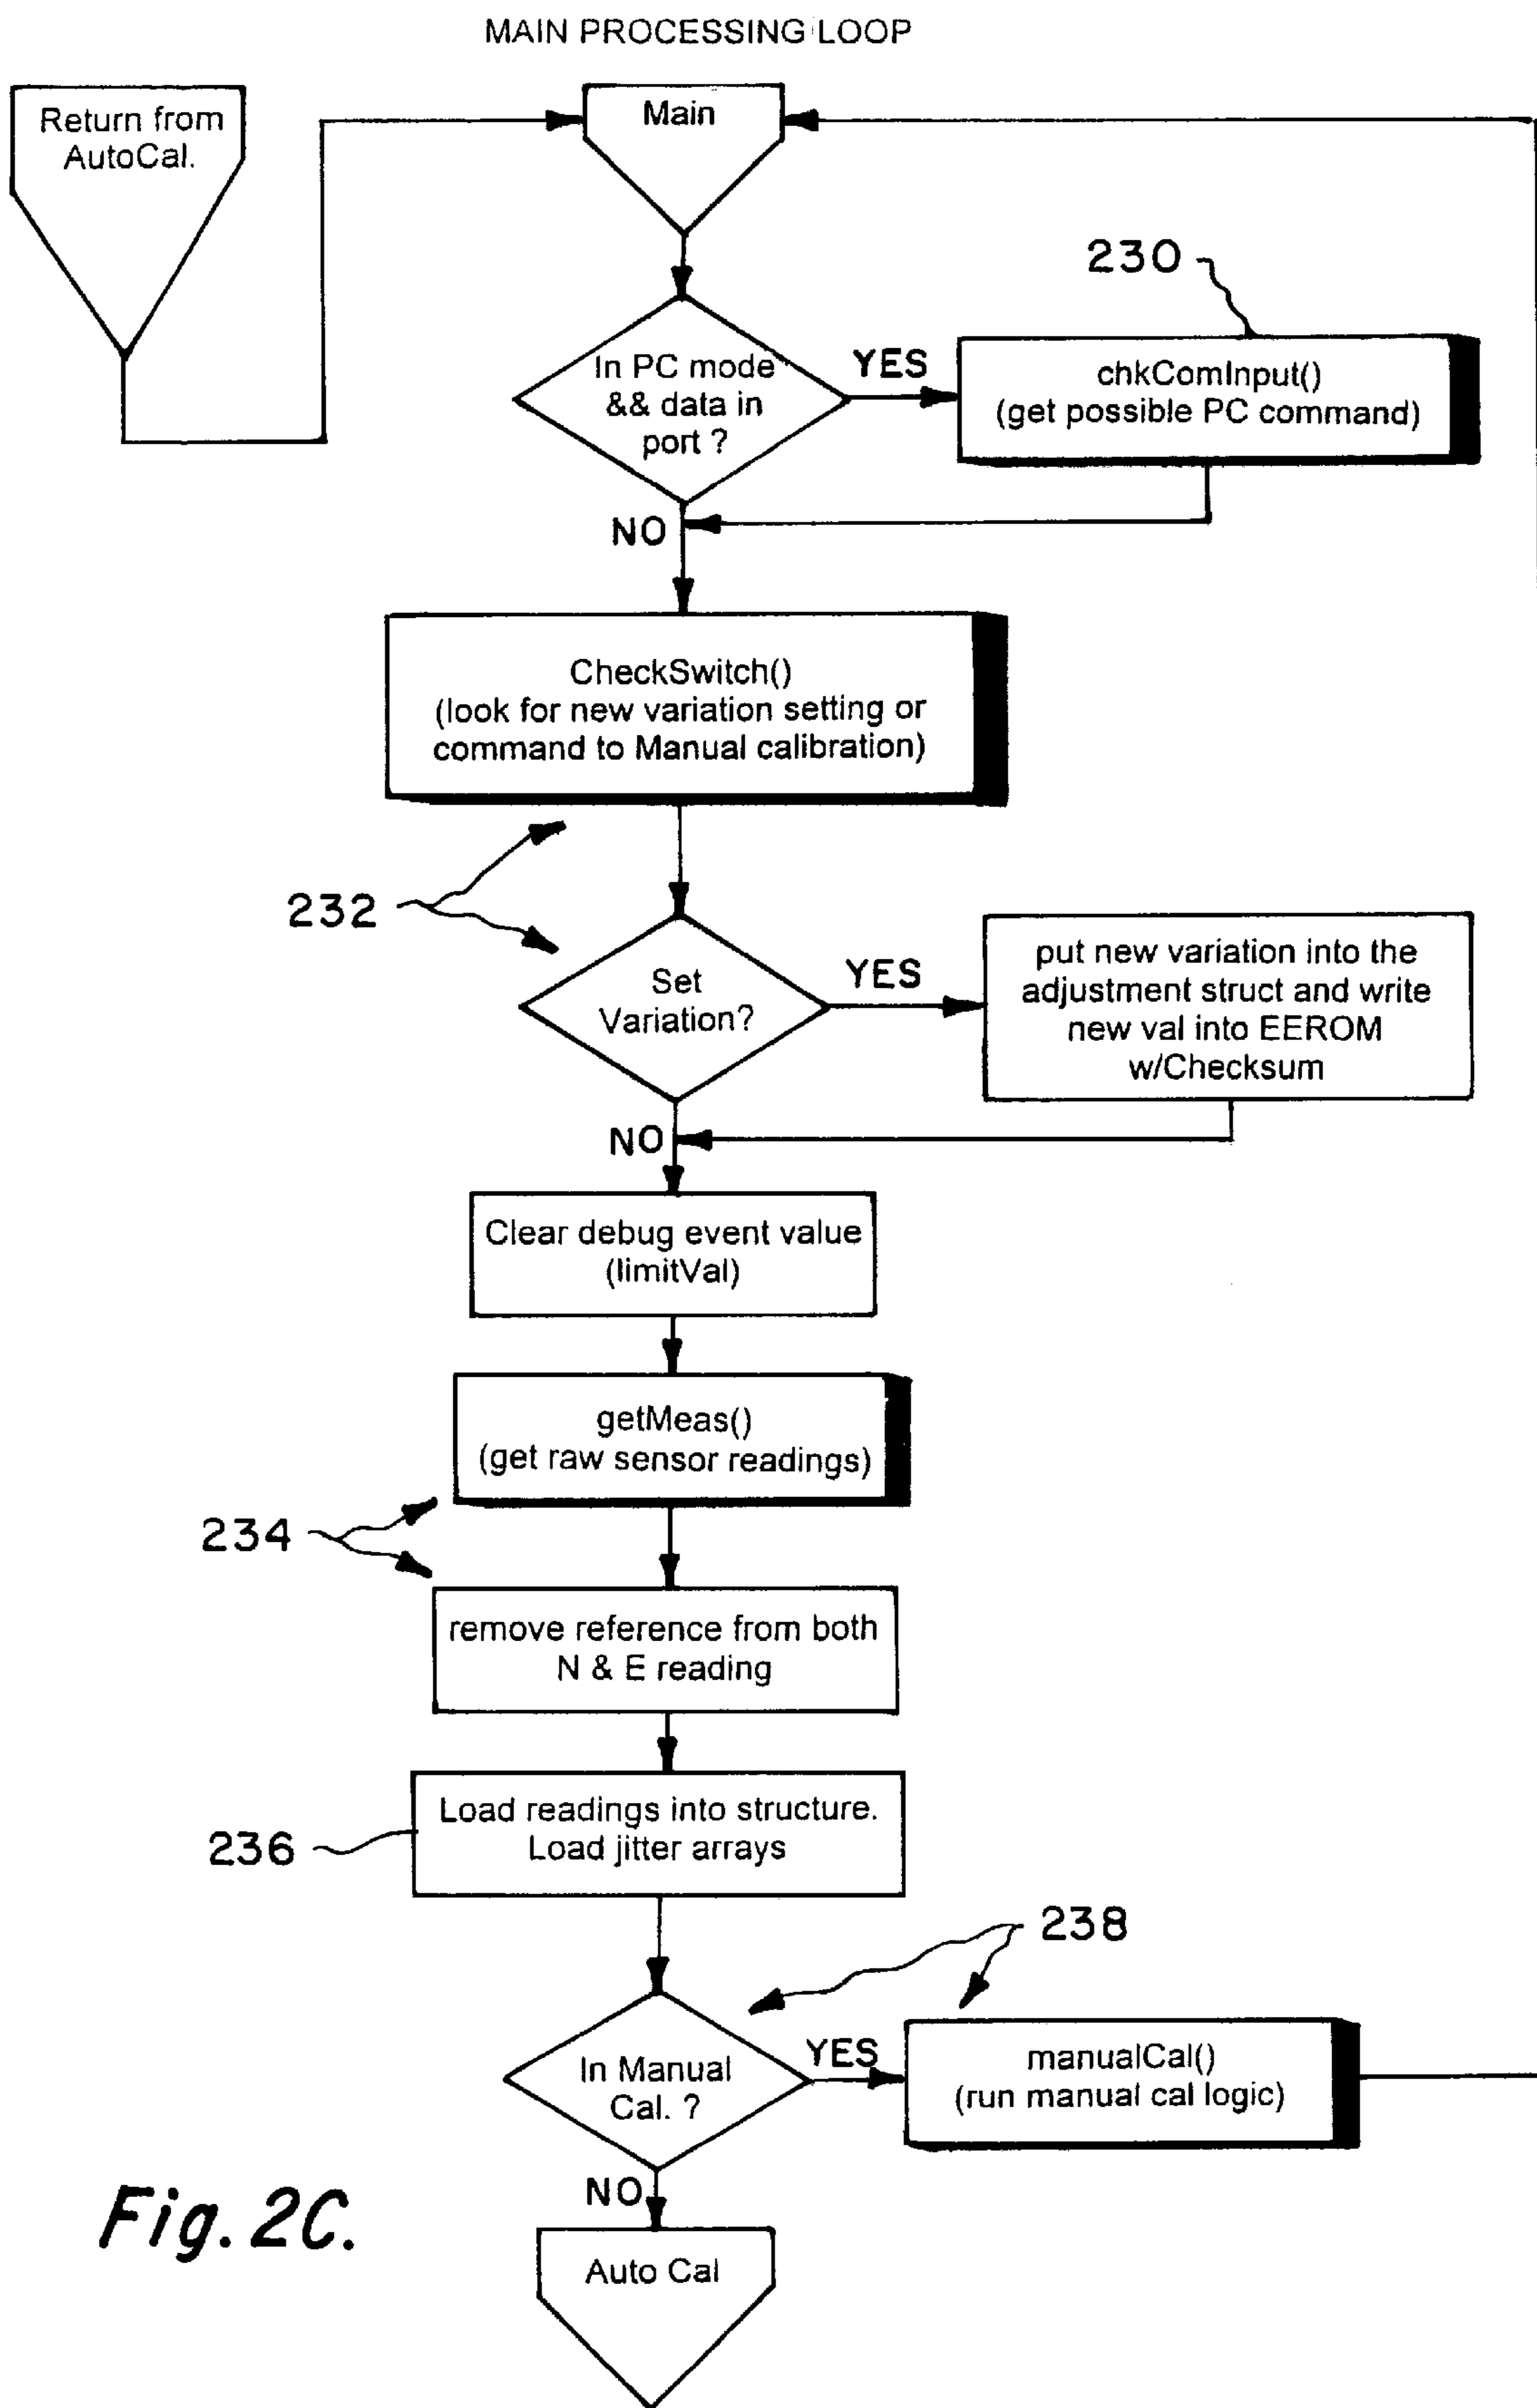 MAIN PROCESSING LOOP
Return from
AutoCal.
Main
230
In PC mode
&& data in
port ?
YES
chkComInput()
(get possible PC command)
NO
CheckSwitch()
(look for new variation setting or
command to Manual calibration)
232
Set
Variation?
YES
put new variation into the
adjustment struct and write
new val into EEROM
w/Checksum
NO
Clear debug event value
(limitVal)
getMeas()
(get raw sensor readings)
234
remove reference from both
N & E reading
Load readings into structure.
Load jitter arrays
236
238
In Manual
Cal. ?
YES
manualCal()
(run manual cal logic)
NO
Auto Cal
Fig. 2C.